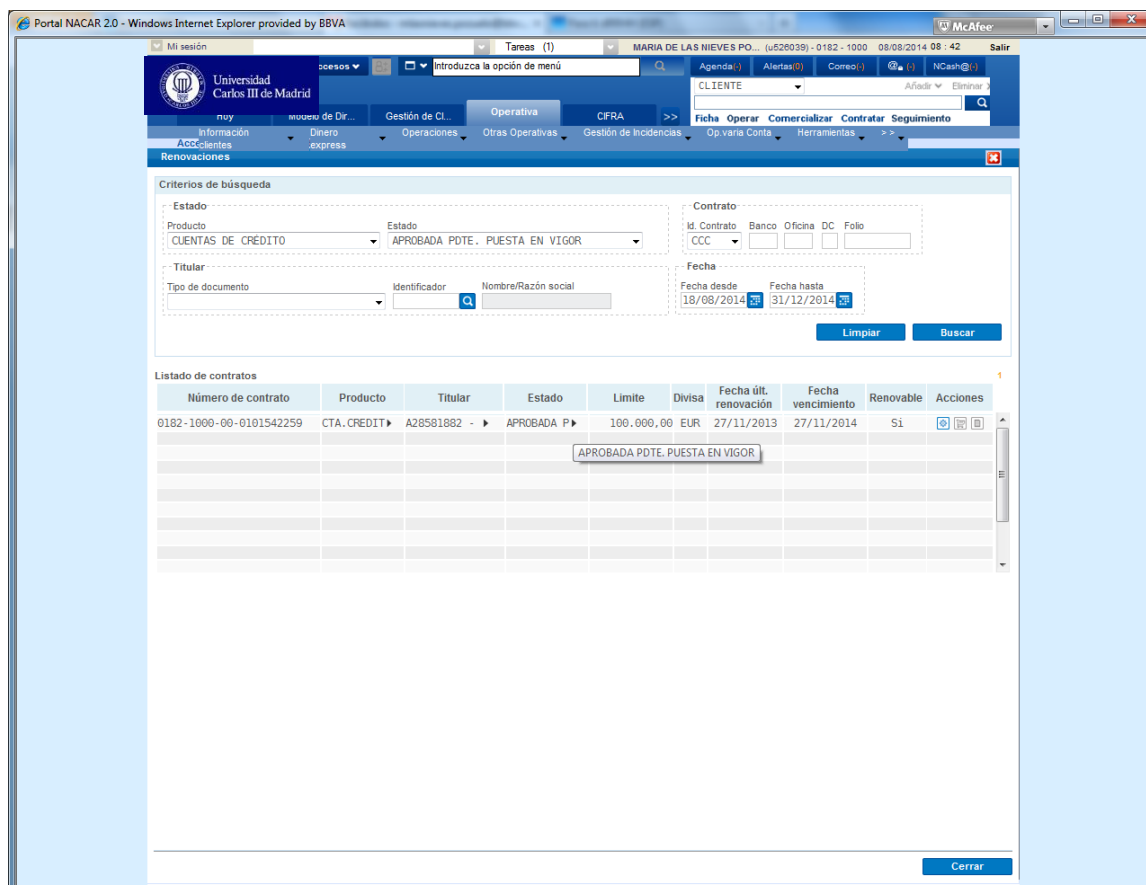 Portal NACAR 2.0 - Windows Internet Explorer provided by BBVA
McAfee
Mi sesión Tareas (1) MARIA DE LAS NIEVES PO... (u526039) - 0182 - 1000 08/08/2014 08 : 42 Salir
ccesos Introduzca la opción de menú Agenda(-) Alertas(0) Correo(-) @ (-) NCash@(-)
Universidad
Carlos III de Madrid
CLIENTE Añadir Eliminar
Hoy Modelo de Dir... Gestión de Cl... Operativa CIFRA >>
Ficha Operar Comercializar Contratar Seguimiento
Información Dinero Operaciones Otras Operativas Gestión de Incidencias Op.varia Conta Herramientas >>
Acc clientes .express
Renovaciones
Criterios de búsqueda
Estado Contrato
Producto Estado Id. Contrato Banco Oficina DC Folio
CUENTAS DE CRÉDITO APROBADA PDTE. PUESTA EN VIGOR CCC
Titular Fecha
Tipo de documento Identificador Nombre/Razón social Fecha desde Fecha hasta
18/08/2014 31/12/2014
Limpiar Buscar
Listado de contratos 1
Número de contrato Producto Titular Estado Limite Divisa Fecha últ. renovación Fecha vencimiento Renovable Acciones
0182-1000-00-0101542259 CTA.CREDIT A28581882 - APROBADA P 100.000,00 EUR 27/11/2013 27/11/2014 Si
APROBADA PDTE. PUESTA EN VIGOR
Cerrar